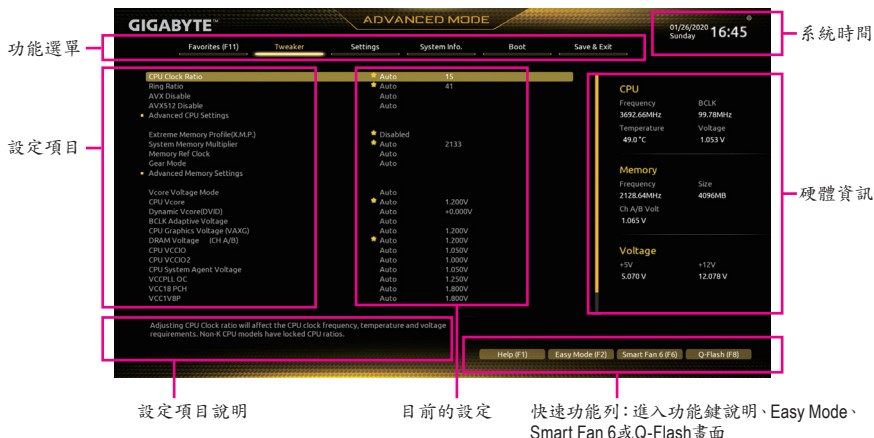 GIGABYTE™
ADVANCED MODE
01/26/2020
Sunday
16:45
系統時間
功能選單
Favorites (F11) Tweaker Settings System Info. Boot Save & Exit
設定項目
CPU Clock Ratio Auto 15
Ring Ratio Auto 41
AVX Disable Auto
AVX512 Disable Auto
Advanced CPU Settings
Extreme Memory Profile(X.M.P.) Disabled
System Memory Multiplier Auto 2133
Memory Ref Clock Auto
Gear Mode Auto
Advanced Memory Settings
Vcore Voltage Mode Auto
CPU Vcore Auto 1.200V
Dynamic Vcore(DVID) Auto +0.000V
BCLK Adaptive Voltage Auto
CPU Graphics Voltage (VAXG) Auto 1.200V
DRAM Voltage (CH A/B) Auto 1.200V
CPU VCCIO Auto 1.050V
CPU VCCIO2 Auto 1.000V
CPU System Agent Voltage Auto 1.050V
VCCPLL OC Auto 1.250V
VCC18 PCH Auto 1.800V
VCC1V8P Auto 1.800V
CPU
Frequency BCLK
3692.66MHz 99.78MHz
Temperature Voltage
49.0 °C 1.053 V
Memory
Frequency Size
2128.64MHz 4096MB
Ch A/B Volt
1.065 V
Voltage
+5V +12V
5.070 V 12.078 V
硬體資訊
Adjusting CPU Clock ratio will affect the CPU clock frequency, temperature and voltage
requirements. Non-K CPU models have locked CPU ratios.
Help (F1) Easy Mode (F2) Smart Fan 6 (F6) Q-Flash (F8)
設定項目說明
目前的設定
快速功能列：進入功能鍵說明、Easy Mode、
Smart Fan 6或Q-Flash畫面